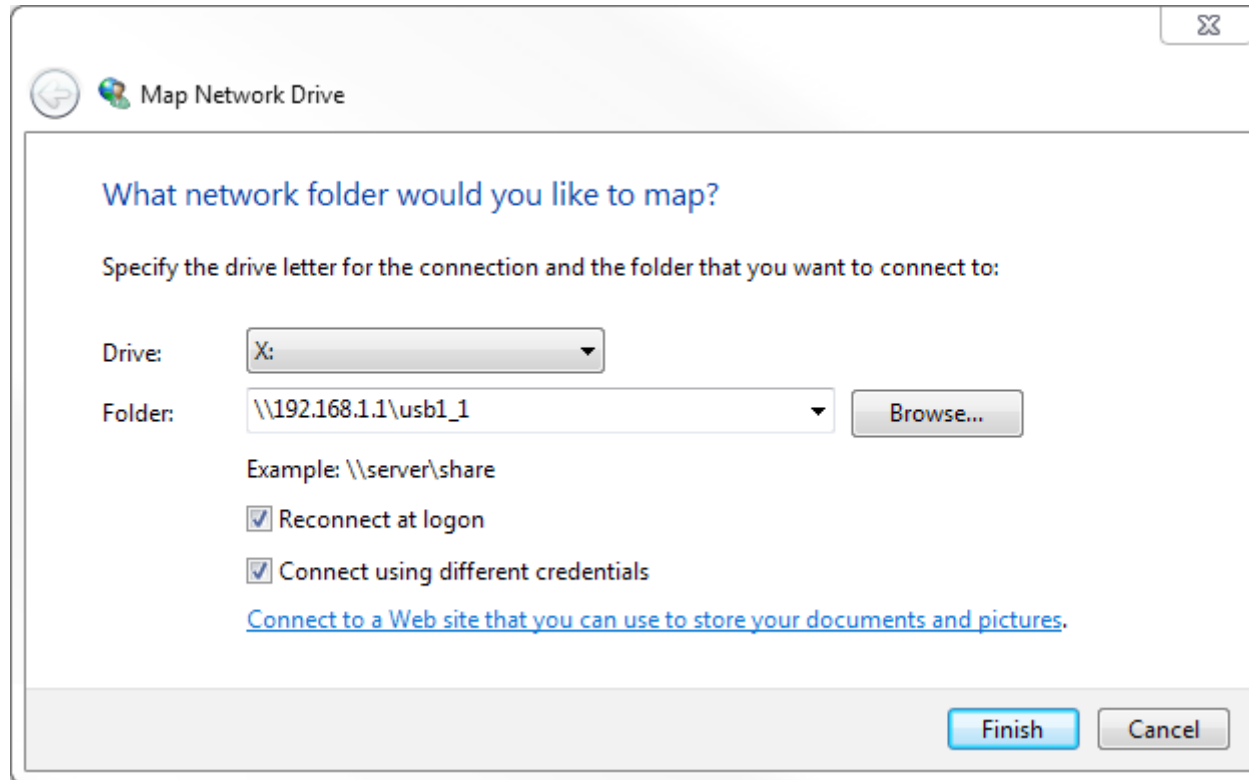 Map Network Drive
What network folder would you like to map?
Specify the drive letter for the connection and the folder that you want to connect to:
Drive: X:
Folder: \\192.168.1.1\usb1_1 Browse...
Example: \\server\share
Reconnect at logon
Connect using different credentials
Connect to a Web site that you can use to store your documents and pictures.
Finish Cancel